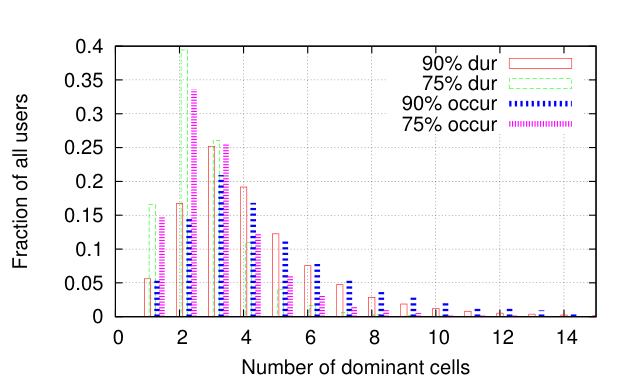 0.4
0.35
0.3
0.25
0.2
0.15
0.1
0.05
0
Fraction of all users
90% dur
75% dur
90% occur
75% occur
0 2 4 6 8 10 12 14
Number of dominant cells